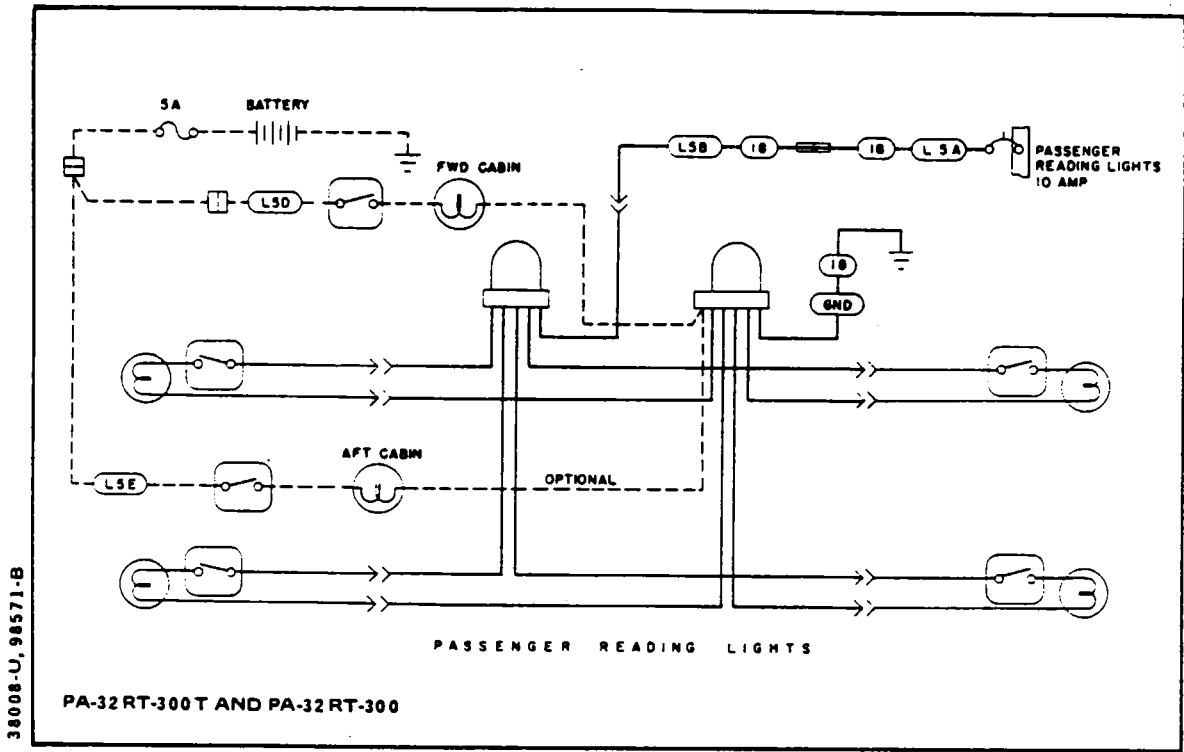 5A
BATTERY
FWD CABIN
L5B
18
18
L5A
PASSENGER
READING LIGHTS
10 AMP
L5D
18
GND
AFT CABIN
L5E
OPTIONAL
PASSENGER READING LIGHTS
PA-32RT-300T AND PA-32RT-300
38008-U, 98571-B